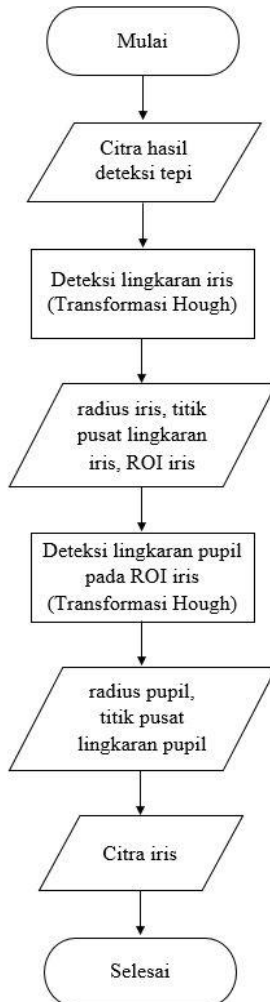 Mulai
Citra hasil
deteksi tepi
Deteksi lingkaran iris
(Transformasi Hough)
radius iris, titik
pusat lingkaran
iris, ROI iris
Deteksi lingkaran pupil
pada ROI iris
(Transformasi Hough)
radius pupil,
titik pusat
lingkaran pupil
Citra iris
Selesai